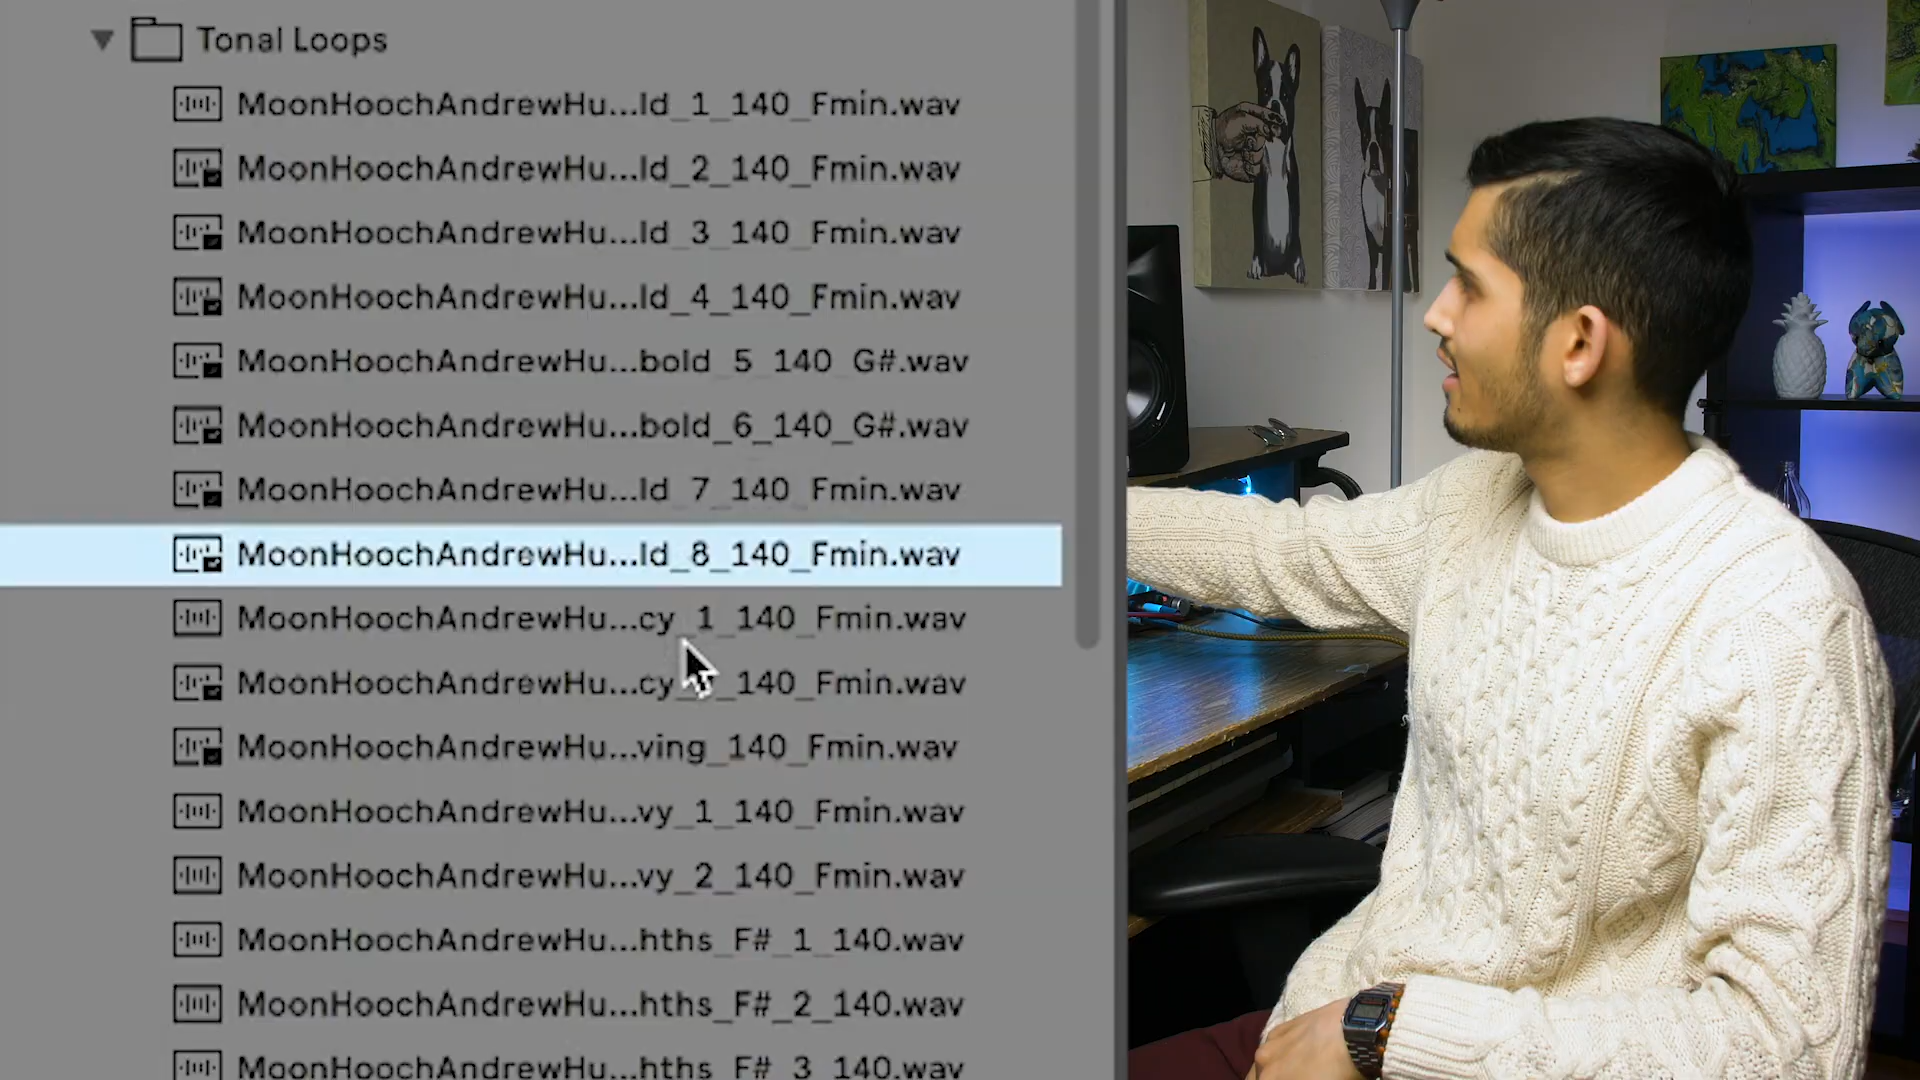 Tonal Loops
MoonHoochAndrewHu...ld_1_140_Fmin.wav
MoonHoochAndrewHu...ld_2_140_Fmin.wav
MoonHoochAndrewHu...ld_3_140_Fmin.wav
MoonHoochAndrewHu...ld_4_140_Fmin.wav
MoonHoochAndrewHu...bold_5_140_G#.wav
MoonHoochAndrewHu...bold_6_140_G#.wav
MoonHoochAndrewHu...ld_7_140_Fmin.wav
MoonHoochAndrewHu...ld_8_140_Fmin.wav
MoonHoochAndrewHu...cy_1_140_Fmin.wav
MoonHoochAndrewHu...cy_ _140_Fmin.wav
MoonHoochAndrewHu...ving_140_Fmin.wav
MoonHoochAndrewHu...vy_1_140_Fmin.wav
MoonHoochAndrewHu...vy_2_140_Fmin.wav
MoonHoochAndrewHu...hths_F#_1_140.wav
MoonHoochAndrewHu...hths_F#_2_140.wav
MoonHoochAndrewHu...hths_F#_3_140.wav